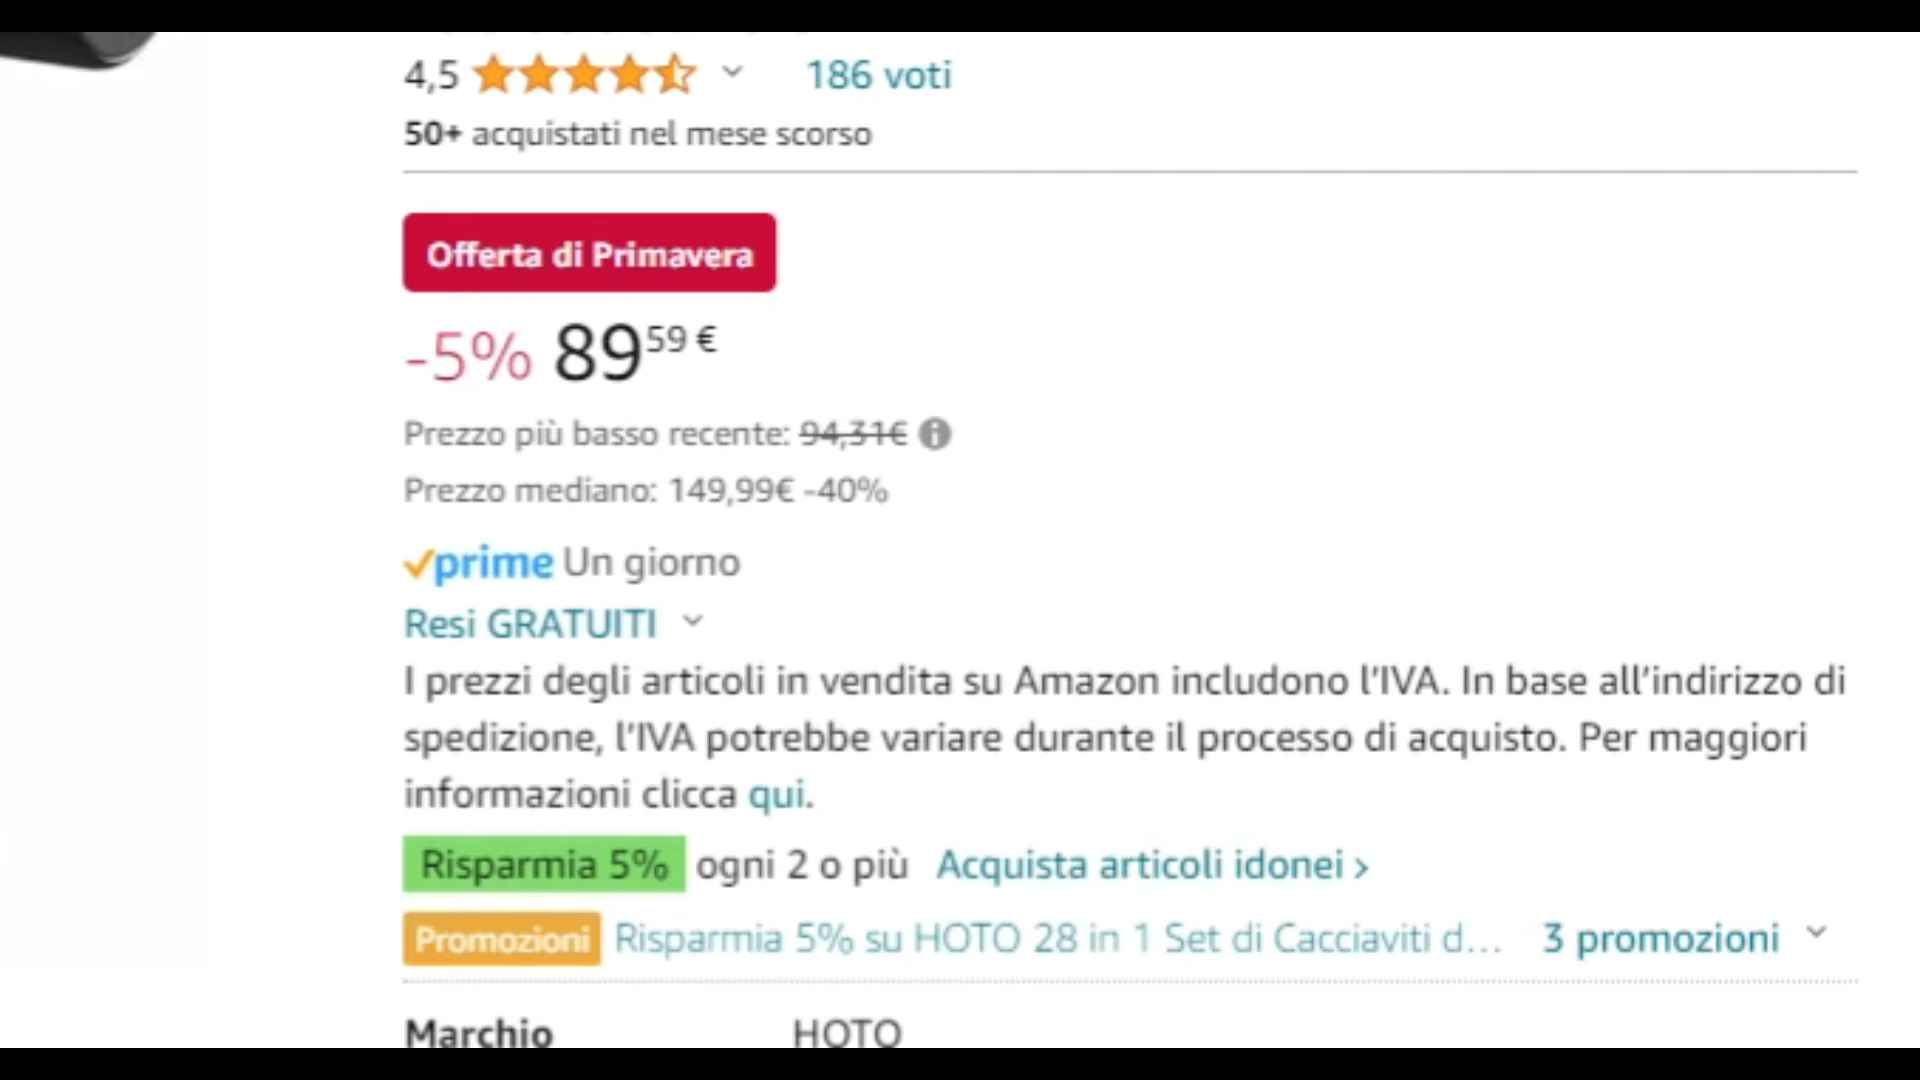 4,5 186 voti
50+ acquistati nel mese scorso
Offerta di Primavera
-5% 89 59 €
Prezzo più basso recente: 94,31€
Prezzo mediano: 149,99€ -40%
prime Un giorno
Resi GRATUITI
I prezzi degli articoli in vendita su Amazon includono l'IVA. In base all'indirizzo di
spedizione, l'IVA potrebbe variare durante il processo di acquisto. Per maggiori
informazioni clicca qui.
Risparmia 5% ogni 2 o più Acquista articoli idonei ›
Promozioni Risparmia 5% su HOTO 28 in 1 Set di Cacciaviti d... 3 promozioni
Marchio HOTO